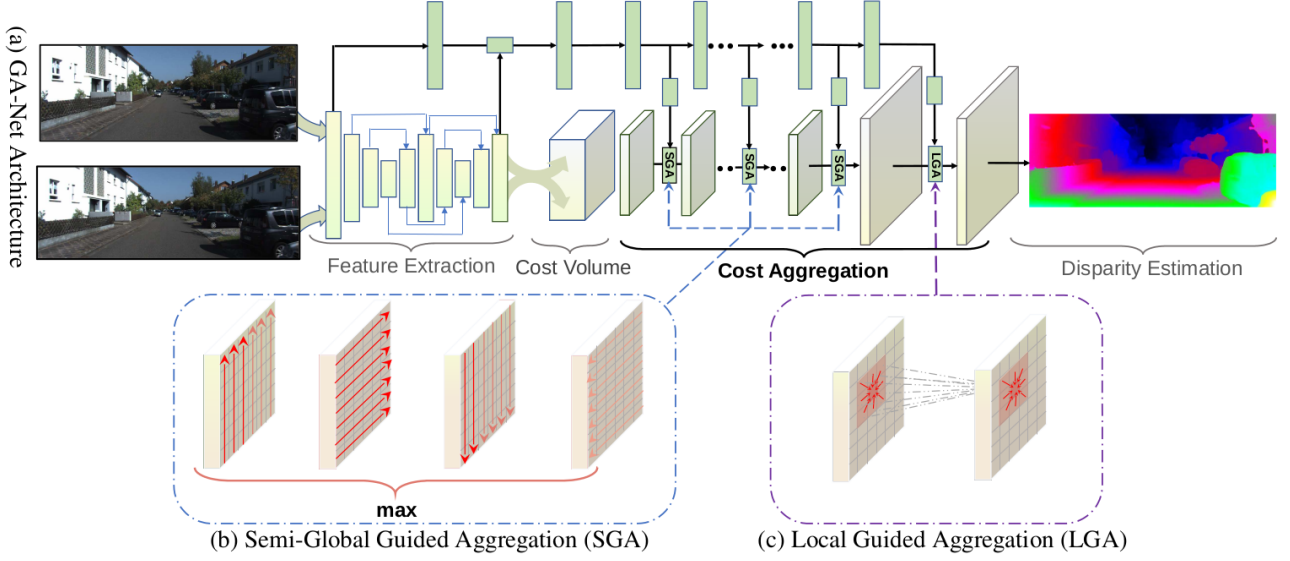 (a) GA-Net Architecture
SGA
SGA
SGA
LGA
Feature Extraction
Cost Volume
Cost Aggregation
Disparity Estimation
max
(b) Semi-Global Guided Aggregation (SGA)
(c) Local Guided Aggregation (LGA)